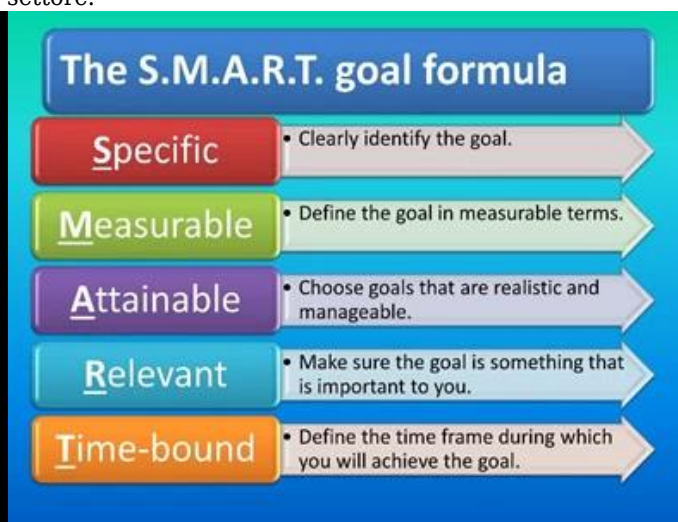 settore.
The S.M.A.R.T. goal formula
Specific
• Clearly identify the goal.
Measurable
• Define the goal in measurable terms.
Attainable
• Choose goals that are realistic and
manageable.
Relevant
• Make sure the goal is something that
is important to you.
Time-bound
• Define the time frame during which
you will achieve the goal.